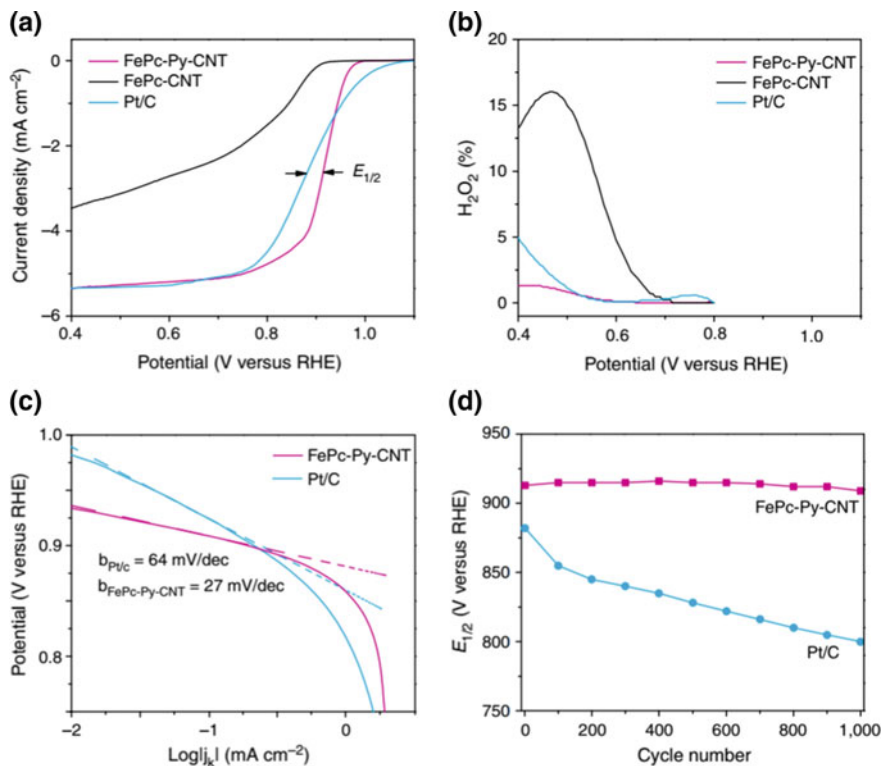 (a)
FePc-Py-CNT
FePc-CNT
Pt/C
E1/2
0
−2
−4
−6
0.4
0.6
0.8
1.0
Current density (mA cm−2)
Potential (V versus RHE)
(b)
FePc-Py-CNT
FePc-CNT
Pt/C
20
15
10
5
0
0.4
0.6
0.8
1.0
H2O2 (%)
Potential (V versus RHE)
(c)
FePc-Py-CNT
Pt/C
bPt/c = 64 mV/dec
bFePc-Py-CNT = 27 mV/dec
1.0
0.9
0.8
−2
−1
0
Potential (V versus RHE)
Log|jk| (mA cm−2)
(d)
FePc-Py-CNT
Pt/C
950
900
850
800
750
0
200
400
600
800
1,000
E1/2 (V versus RHE)
Cycle number